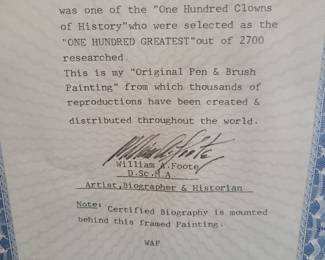 was one of the "One Hundred Clowns
of History"who were selected as the
"ONE HUNDRED GREATEST"out of 2700
researched.
This is my "Original Pen & Brush
Painting" from which thousands of
reproductions have been created &
distributed throughout the world.
William A. Foote
William A.Foote
D.Sc.M.A.
Artist,Biographer & Historian
Note: Certified Biography is mounted
behind this framed Painting.
WAF